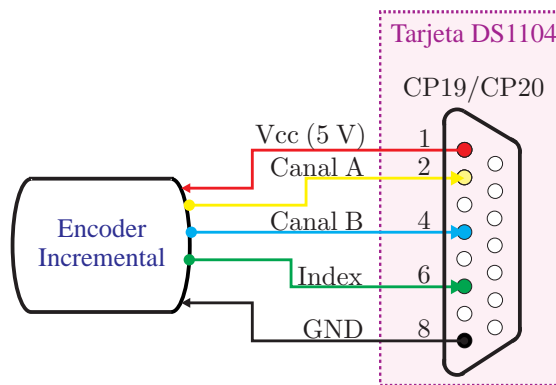 Tarjeta DS1104
CP19/CP20
Vcc (5 V) 1
Canal A 2
Canal B 4
Index 6
GND 8
Encoder
Incremental